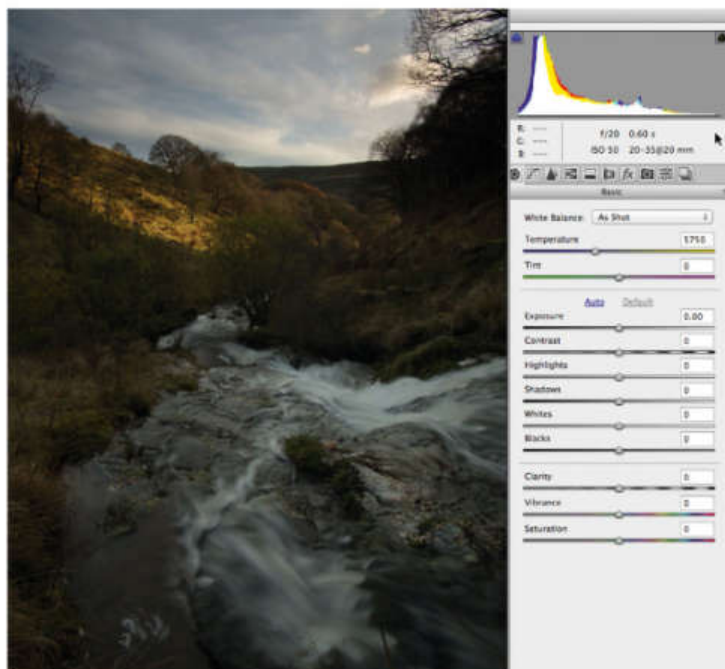 R: ---- f/20 0.60 s
G: ----
B: ---- ISO 50 20-35@20 mm
fx
Basic
White Balance: As Shot
Temperature 5750
Tint 0
Auto Default
Exposure 0.00
Contrast 0
Highlights 0
Shadows 0
Whites 0
Blacks 0
Clarity 0
Vibrance 0
Saturation 0